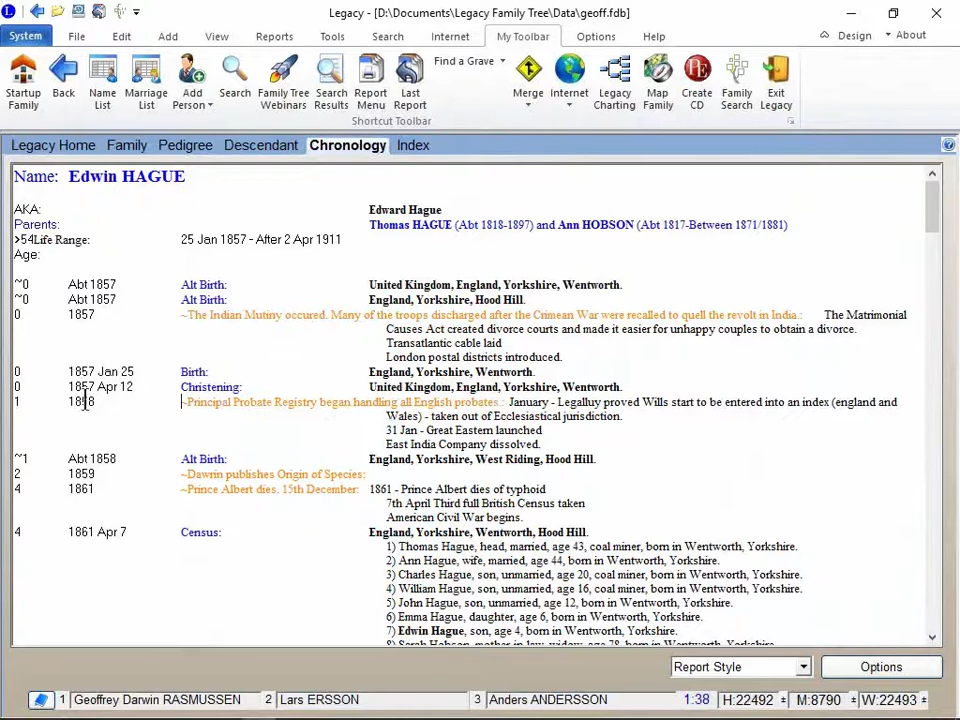 Legacy - [D:\Documents\Legacy Family Tree\Data\geoff.fdb]
System File Edit Add View Reports Tools Search Internet My Toolbar Options Help Design About
Startup Family Back Name List Marriage List Add Person Search Family Tree Webinars Search Results Report Menu Last Report Find a Grave Merge Internet Legacy Charting Map Family Create CD Family Search Exit Legacy
Shortcut Toolbar
Legacy Home Family Pedigree Descendant Chronology Index
Name: Edwin HAGUE
AKA: Edward Hague
Parents: Thomas HAGUE (Abt 1818-1897) and Ann HOBSON (Abt 1817-Between 1871/1881)
>54Life Range: 25 Jan 1857 - After 2 Apr 1911
Age:
~0 Abt 1857 Alt Birth: United Kingdom, England, Yorkshire, Wentworth.
~0 Abt 1857 Alt Birth: England, Yorkshire, Hood Hill.
0 1857 ~The Indian Mutiny occured. Many of the troops discharged after the Crimean War were recalled to quell the revolt in India.: The Matrimonial
Causes Act created divorce courts and made it easier for unhappy couples to obtain a divorce.
Transatlantic cable laid
London postal districts introduced.
0 1857 Jan 25 Birth: England, Yorkshire, Wentworth.
0 1857 Apr 12 Christening: United Kingdom, England, Yorkshire, Wentworth.
1 1858 ~Principal Probate Registry began handling all English probates.: January - Legalluy proved Wills start to be entered into an index (england and
Wales) - taken out of Ecclesiastical jurisdiction.
31 Jan - Great Eastern launched
East India Company dissolved.
~1 Abt 1858 Alt Birth: England, Yorkshire, West Riding, Hood Hill.
2 1859 ~Dawrin publishes Origin of Species:
4 1861 ~Prince Albert dies. 15th December: 1861 - Prince Albert dies of typhoid
7th April Third full British Census taken
American Civil War begins.
4 1861 Apr 7 Census: England, Yorkshire, Wentworth, Hood Hill.
1) Thomas Hague, head, married, age 43, coal miner, born in Wentworth, Yorkshire.
2) Ann Hague, wife, married, age 44, born in Wentworth, Yorkshire.
3) Charles Hague, son, unmarried, age 20, coal miner, born in Wentworth, Yorkshire.
4) William Hague, son, unmarried, age 16, coal miner, born in Wentworth, Yorkshire.
5) John Hague, son, unmarried, age 12, born in Wentworth, Yorkshire.
6) Emma Hague, daughter, age 6, born in Wentworth, Yorkshire.
7) Edwin Hague, son, age 4, born in Wentworth, Yorkshire.
8) Sarah Hobson, mother in law, widow, age 78, born in Wentworth, Yorkshire.
Report Style Options
1 Geoffrey Darwin RASMUSSEN 2 Lars ERSSON 3 Anders ANDERSSON 1:38 H:22492 M:8790 W:22493